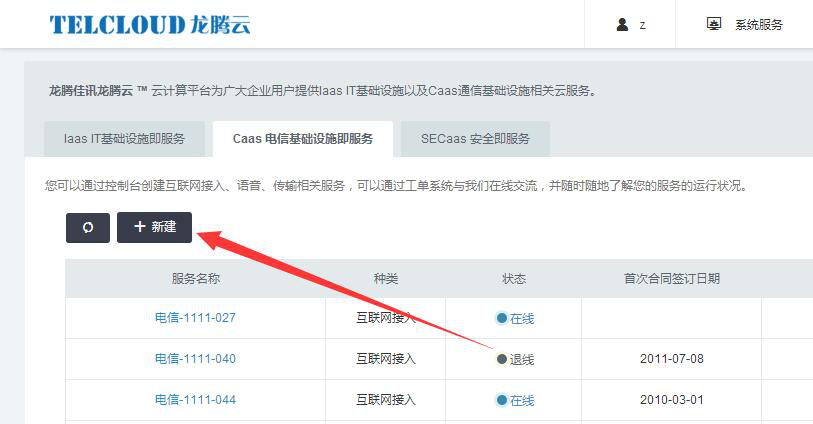 TELCLOUD 龙腾云
z
系统服务
龙腾佳讯龙腾云 ™ 云计算平台为广大企业用户提供Iaas IT基础设施以及Caas通信基础设施相关云服务。
Iaas IT基础设施即服务
Caas 电信基础设施即服务
SECaas 安全即服务
您可以通过控制台创建互联网接入、语音、传输相关服务，可以通过工单系统与我们在线交流，并随时随地了解您的服务的运行状况。
+ 新建
服务名称 种类 状态 首次合同签订日期
电信-1111-027 互联网接入 在线
电信-1111-040 互联网接入 退线 2011-07-08
电信-1111-044 互联网接入 在线 2010-03-01